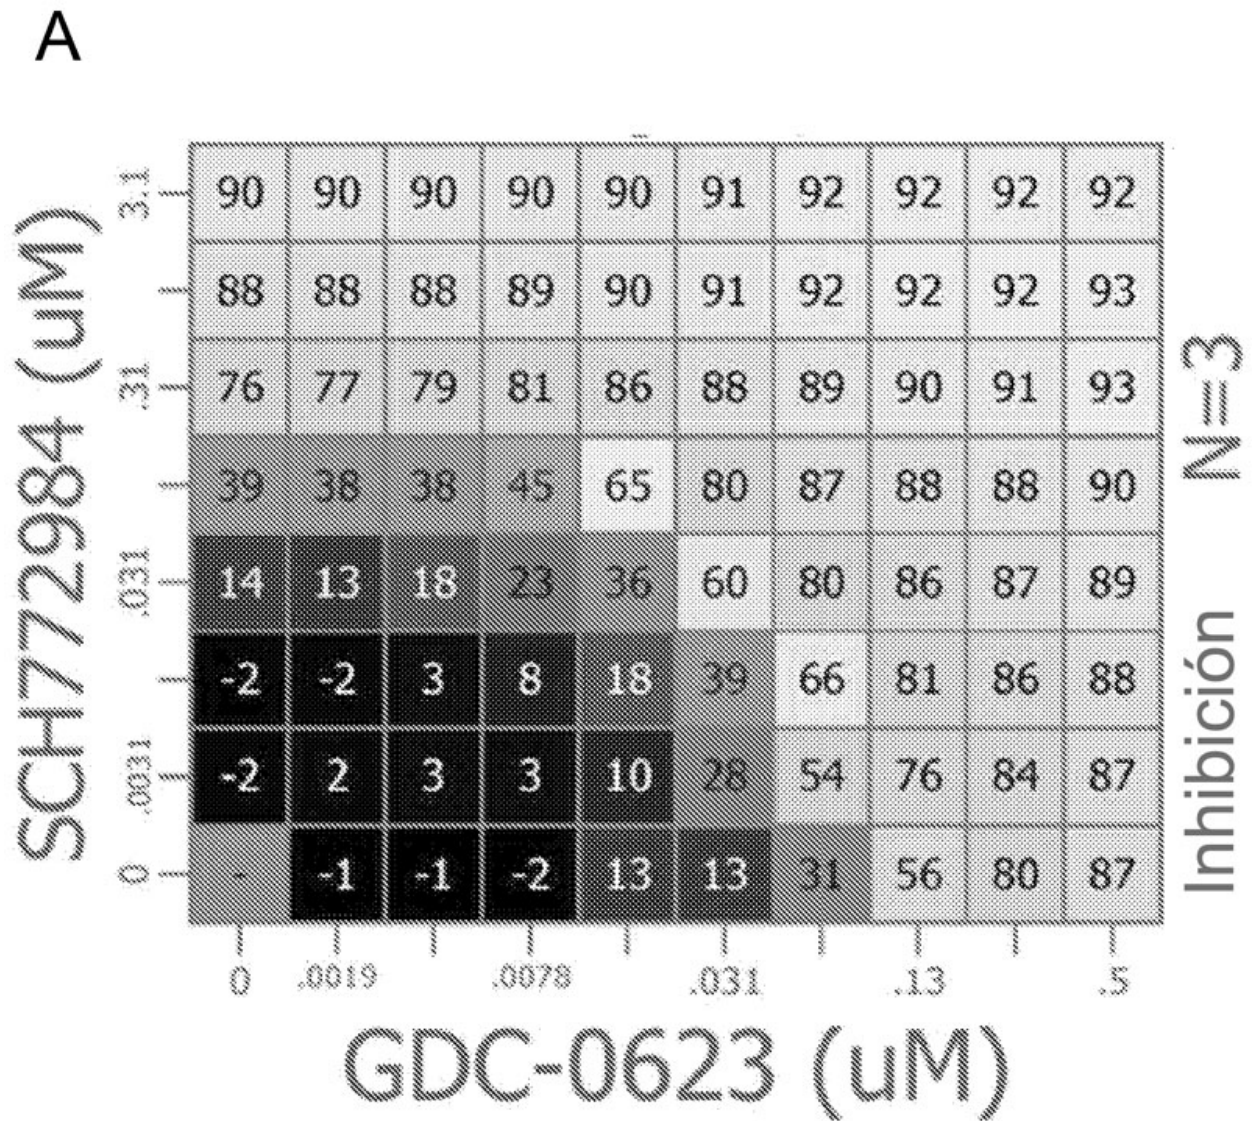 A
SCH772984 (uM)
3.1 90 90 90 90 90 91 92 92 92 92
88 88 88 89 90 91 92 92 92 93
.31 76 77 79 81 86 88 89 90 91 93
39 38 38 45 65 80 87 88 88 90
.031 14 13 18 23 36 60 80 86 87 89
-2 -2 3 8 18 39 66 81 86 88
.0031 -2 2 3 3 10 28 54 76 84 87
0 - -1 -1 -2 13 13 31 56 80 87
0 .0019 .0078 .031 .13 .5
GDC-0623 (uM)
Inhibición N=3